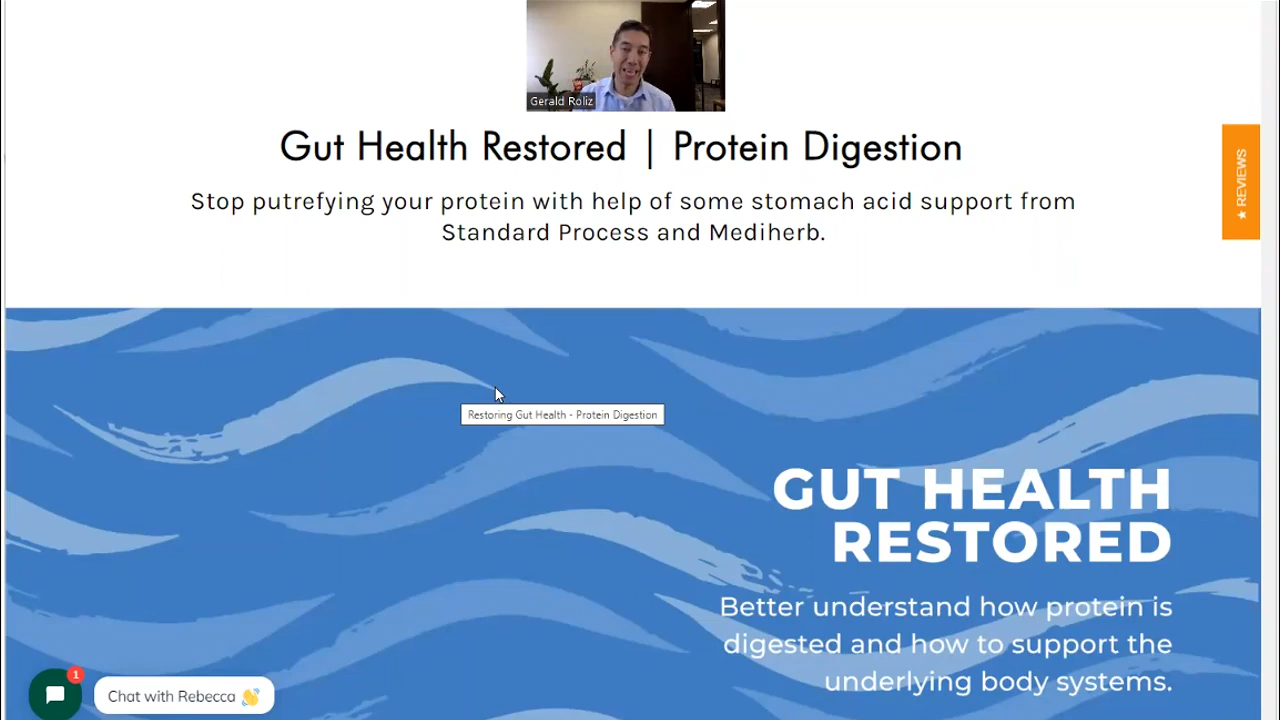 Gerald Roliz
Gut Health Restored | Protein Digestion
Stop putrefying your protein with help of some stomach acid support from
Standard Process and Mediherb.
★ REVIEWS
Restoring Gut Health - Protein Digestion
GUT HEALTH
RESTORED
Better understand how protein is
digested and how to support the
underlying body systems.
1
Chat with Rebecca 👋